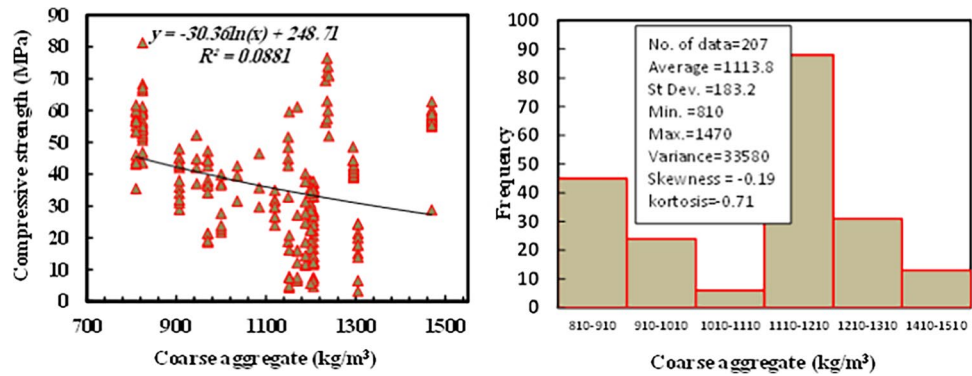 y = -30.36ln(x) + 248.71
R² = 0.0881
Compressive strength (MPa)
90
80
70
60
50
40
30
20
10
0
700
900
1100
1300
1500
Coarse aggregate (kg/m³)
No. of data=207
Average =1113.8
St Dev. =183.2
Min. =810
Max.=1470
Variance=33580
Skewness = -0.19
kortosis=-0.71
Frequency
100
90
80
70
60
50
40
30
20
10
0
810-910
910-1010
1010-1110
1110-1210
1210-1310
1410-1510
Coarse aggregate (kg/m³)